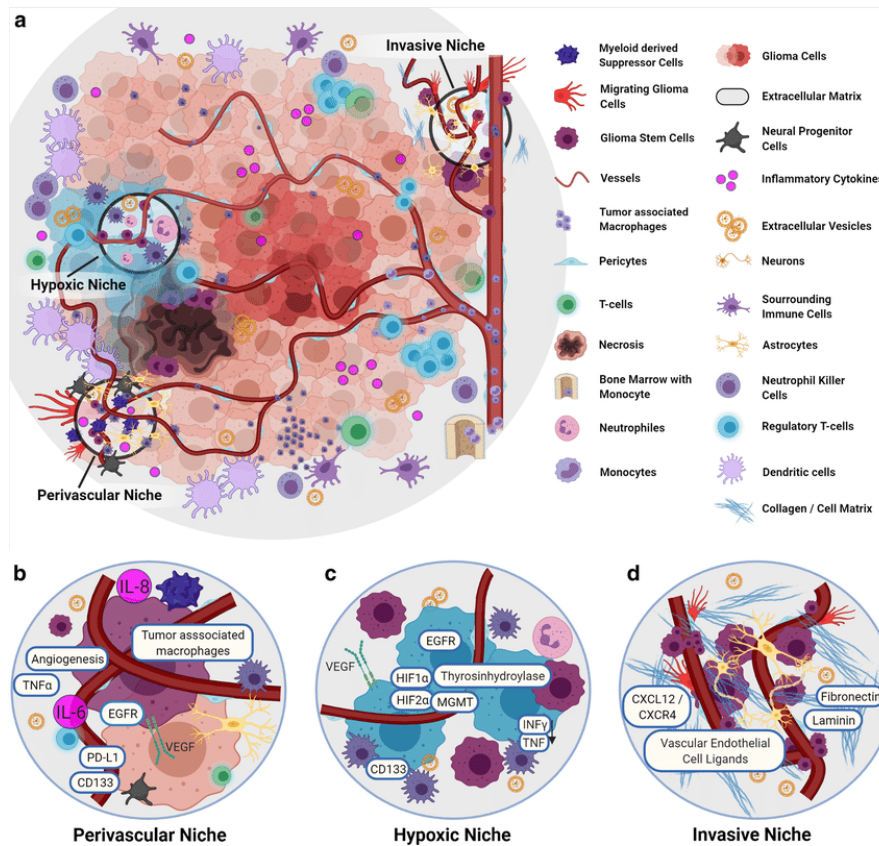 a
Invasive Niche
Hypoxic Niche
Perivascular Niche
Myeloid derived
Suppressor Cells
Migrating Glioma
Cells
Glioma Stem Cells
Vessels
Tumor associated
Macrophages
Pericytes
T-cells
Necrosis
Bone Marrow with
Monocyte
Neutrophiles
Monocytes
Glioma Cells
Extracellular Matrix
Neural Progenitor
Cells
Inflammatory Cytokines
Extracellular Vesicles
Neurons
Sourrounding
Immune Cells
Astrocytes
Neutrophil Killer
Cells
Regulatory T-cells
Dendritic cells
Collagen / Cell Matrix
b
IL-8
Tumor asssociated
macrophages
Angiogenesis
TNFα
IL-6
EGFR
VEGF
PD-L1
CD133
Perivascular Niche
c
EGFR
VEGF
HIF1α
Thyrosinhydroylase
HIF2α
MGMT
INFγ
TNF
CD133
Hypoxic Niche
d
CXCL12 /
CXCR4
Fibronectin
Laminin
Vascular Endothelial
Cell Ligands
Invasive Niche